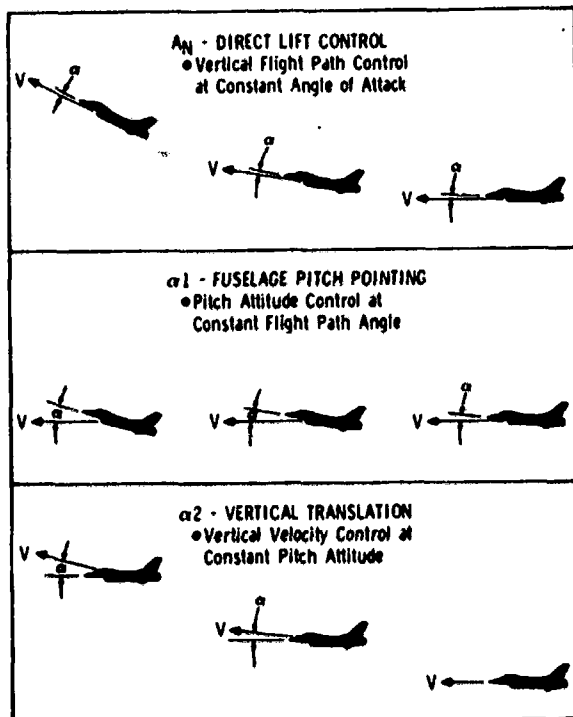 A_N - DIRECT LIFT CONTROL
● Vertical Flight Path Control
at Constant Angle of Attack
α
V
α
V
α
V
α1 - FUSELAGE PITCH POINTING
● Pitch Attitude Control at
Constant Flight Path Angle
V α
V α
α
V
α2 - VERTICAL TRANSLATION
● Vertical Velocity Control at
Constant Pitch Attitude
V
α
α
V
V